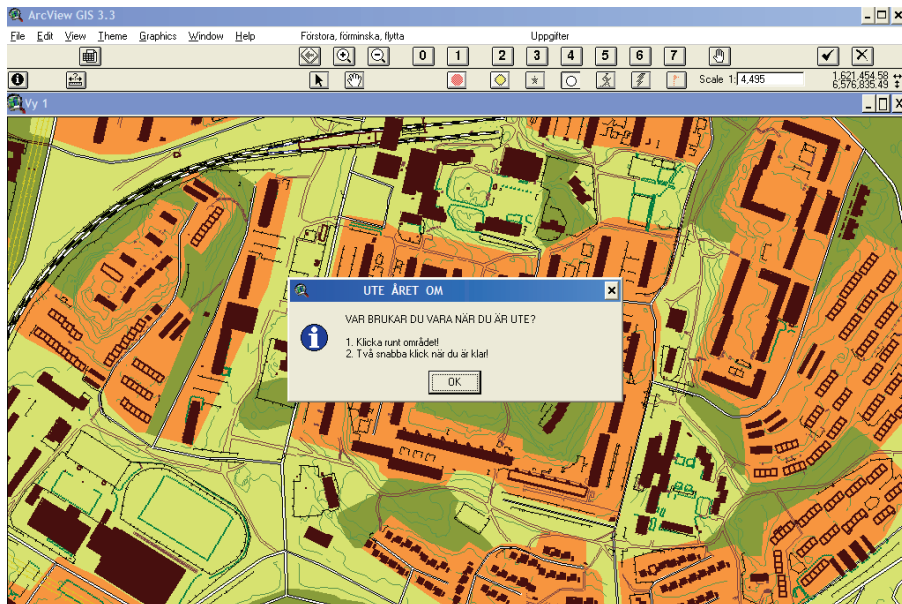 ArcView GIS 3.3
File Edit View Theme Graphics Window Help Förstora, förminska, flytta Uppgifter
0 1 2 3 4 5 6 7
Scale 1: 4,495 1,621,454.58
6,576,835.49
Vy 1
UTE ÅRET OM
VAR BRUKAR DU VARA NÄR DU ÄR UTE?
1. Klicka runt området!
2. Två snabba klick när du är klar!
OK